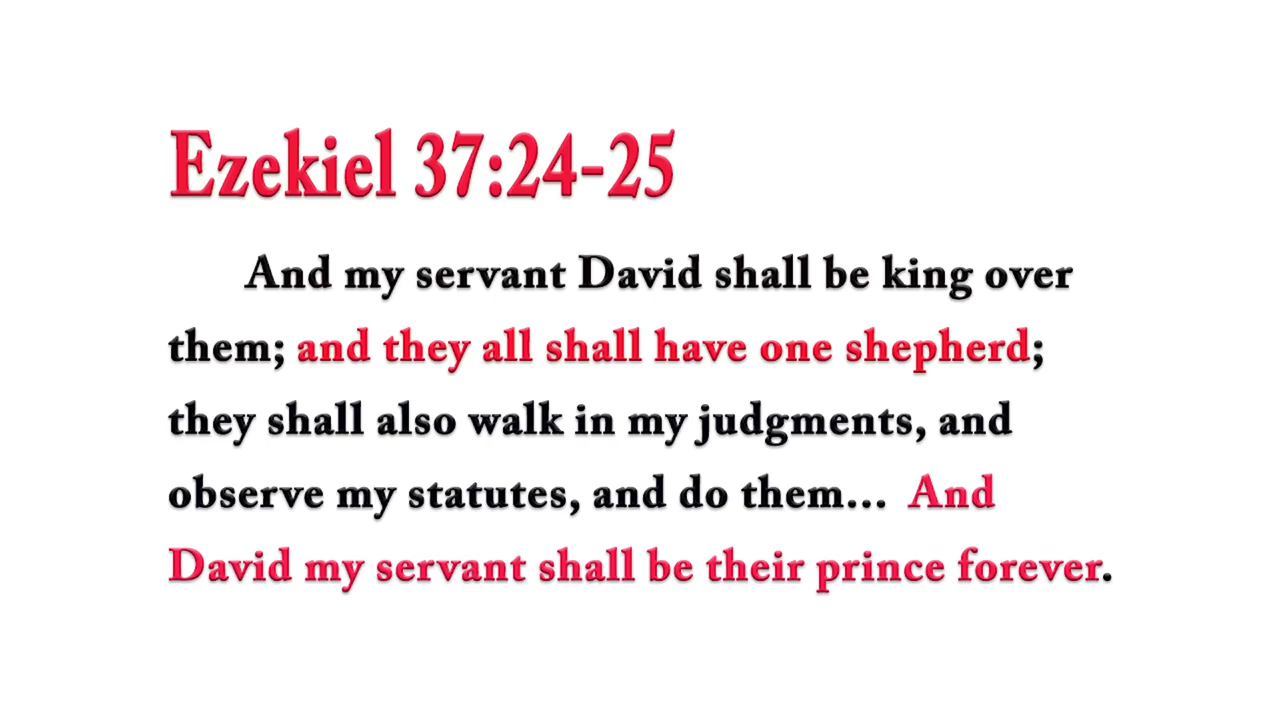 Ezekiel 37:24-25
And my servant David shall be king over
them; and they all shall have one shepherd;
they shall also walk in my judgments, and
observe my statutes, and do them... And
David my servant shall be their prince forever.